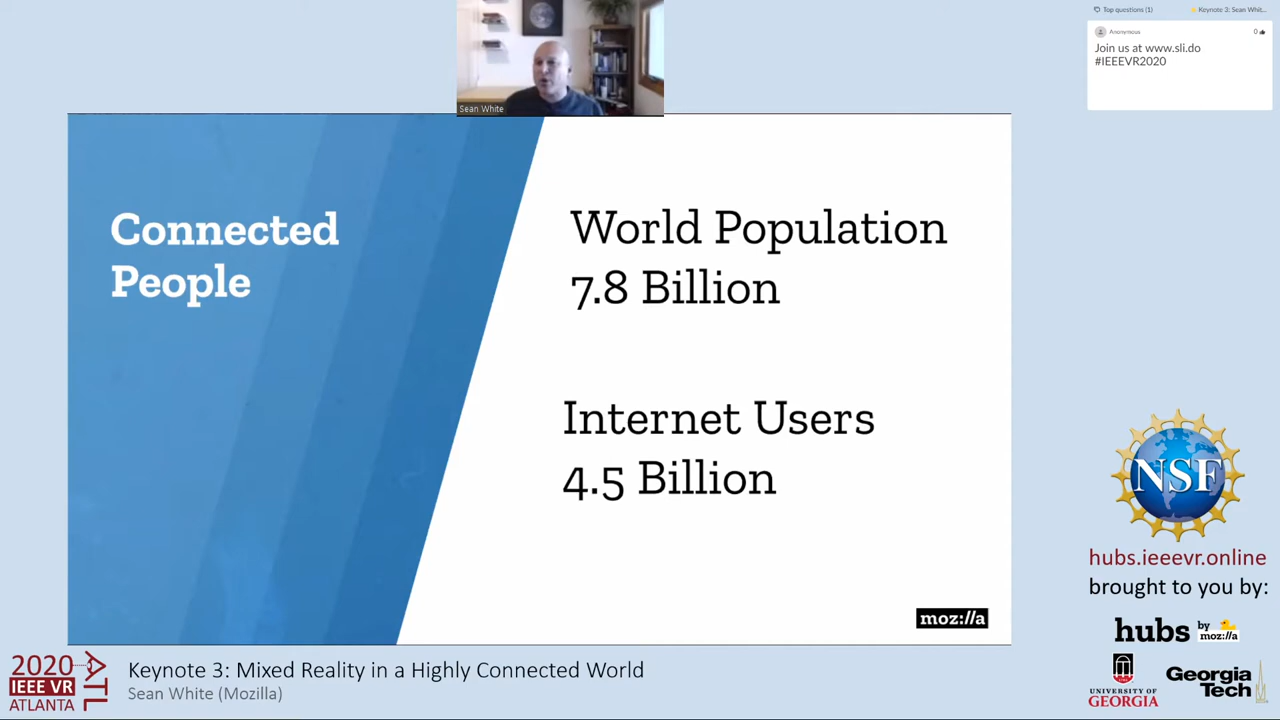 Top questions (1)
Keynote 3: Sean Whit...
Anonymous
0
Join us at www.sli.do
#IEEEVR2020
Sean White
Connected
People
World Population
7.8 Billion
Internet Users
4.5 Billion
moz://a
NSF
hubs.ieeevr.online
brought to you by:
hubs by
moz://a
UNIVERSITY OF
GEORGIA
Georgia
Tech
2020
IEEE VR
ATLANTA
ATL
Keynote 3: Mixed Reality in a Highly Connected World
Sean White (Mozilla)